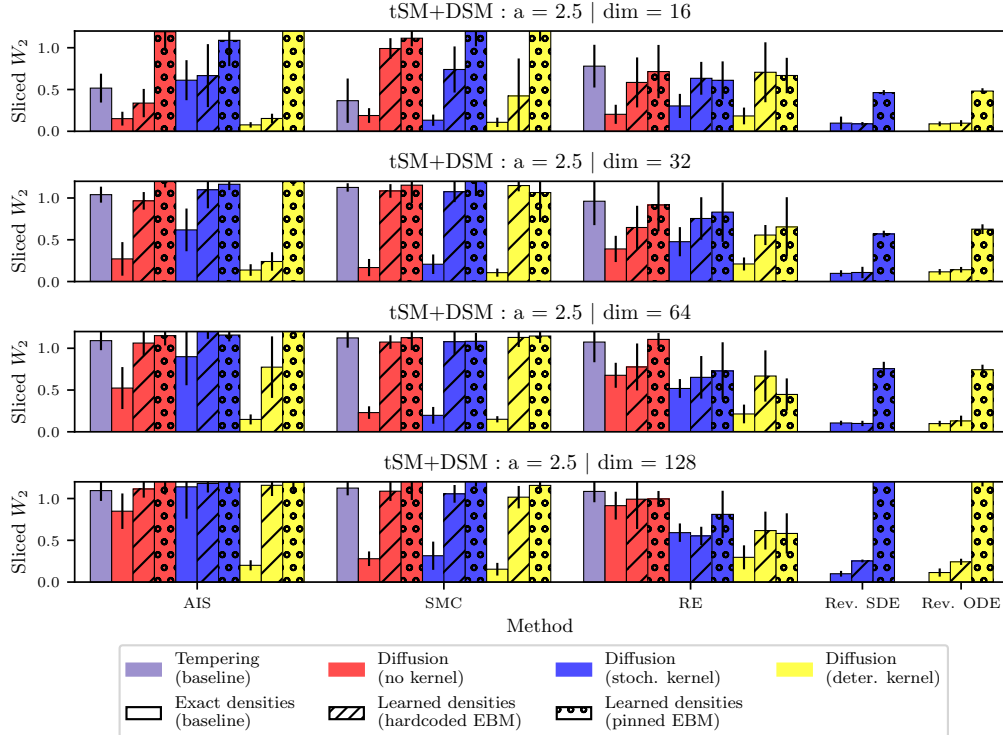 tSM+DSM : a = 2.5 | dim = 16
Sliced W2
1.0
0.5
0.0
tSM+DSM : a = 2.5 | dim = 32
Sliced W2
1.0
0.5
0.0
tSM+DSM : a = 2.5 | dim = 64
Sliced W2
1.0
0.5
0.0
tSM+DSM : a = 2.5 | dim = 128
Sliced W2
1.0
0.5
0.0
AIS SMC RE Rev. SDE Rev. ODE
Method
Tempering
(baseline)
Diffusion
(no kernel)
Diffusion
(stoch. kernel)
Diffusion
(deter. kernel)
Exact densities
(baseline)
Learned densities
(hardcoded EBM)
Learned densities
(pinned EBM)